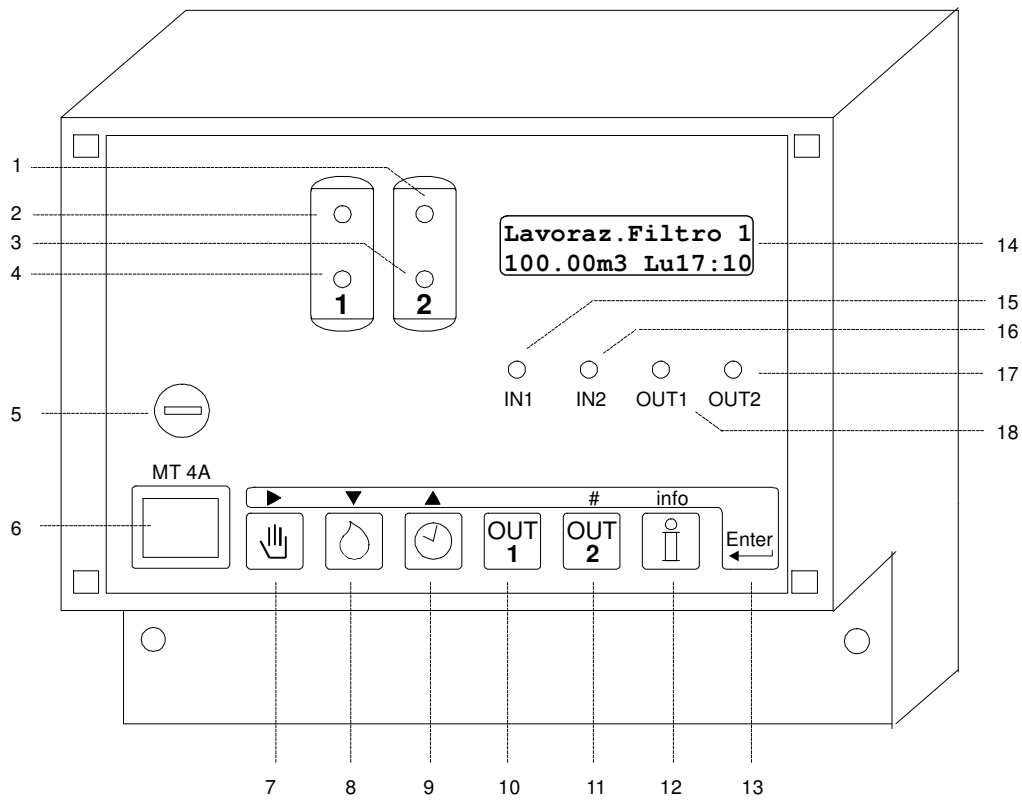 1
2
3
4
5
6
1
2
Lavoraz.Filtro 1
100.00m3 Lu17:10
14
15
16
17
18
IN1 IN2 OUT1 OUT2
MT 4A
# info
OUT 1
OUT 2
Enter
7 8 9 10 11 12 13